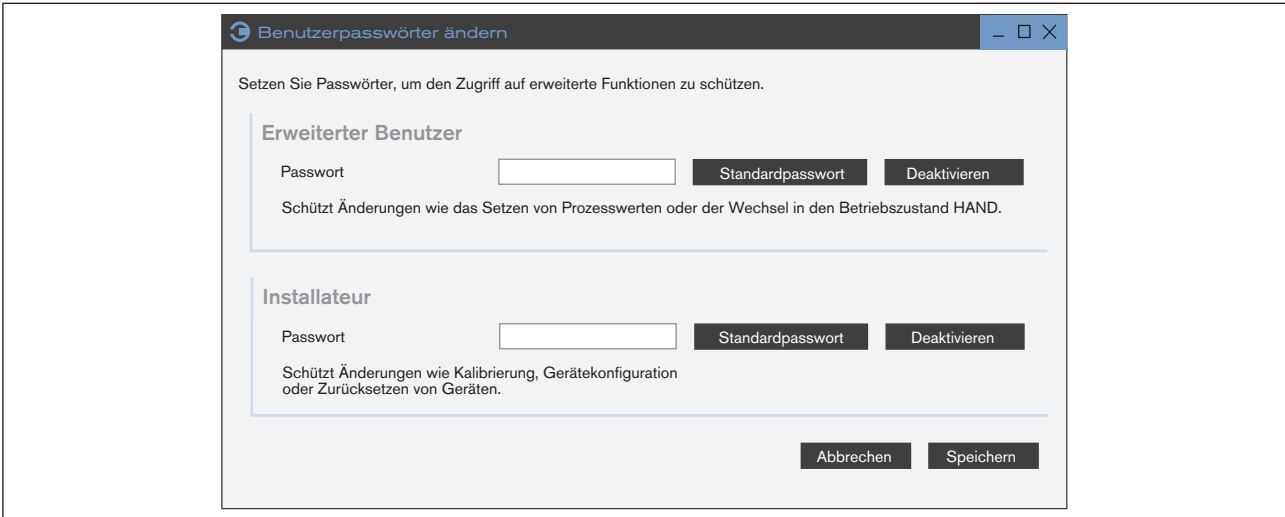 Benutzerpasswörter ändern
Setzen Sie Passwörter, um den Zugriff auf erweiterte Funktionen zu schützen.
Erweiterter Benutzer
Passwort Standardpasswort Deaktivieren
Schützt Änderungen wie das Setzen von Prozesswerten oder der Wechsel in den Betriebszustand HAND.
Installateur
Passwort Standardpasswort Deaktivieren
Schützt Änderungen wie Kalibrierung, Gerätekonfiguration
oder Zurücksetzen von Geräten.
Abbrechen Speichern